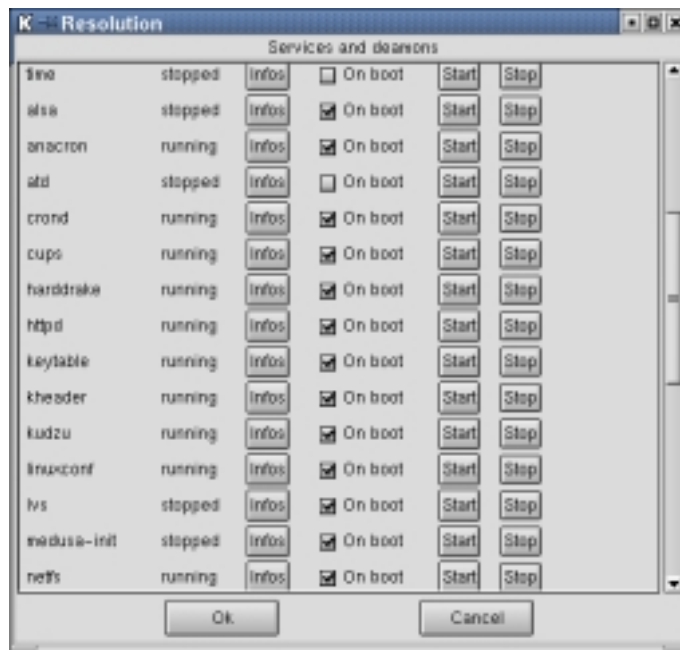 Resolution
Services and deamons
time stopped Infos On boot Start Stop
alsa stopped Infos On boot Start Stop
anacron running Infos On boot Start Stop
atd stopped Infos On boot Start Stop
crond running Infos On boot Start Stop
cups running Infos On boot Start Stop
harddrake running Infos On boot Start Stop
httpd running Infos On boot Start Stop
keytable running Infos On boot Start Stop
kheader running Infos On boot Start Stop
kudzu running Infos On boot Start Stop
linuxconf running Infos On boot Start Stop
lvs stopped Infos On boot Start Stop
medusa-init stopped Infos On boot Start Stop
netfs running Infos On boot Start Stop
Ok Cancel